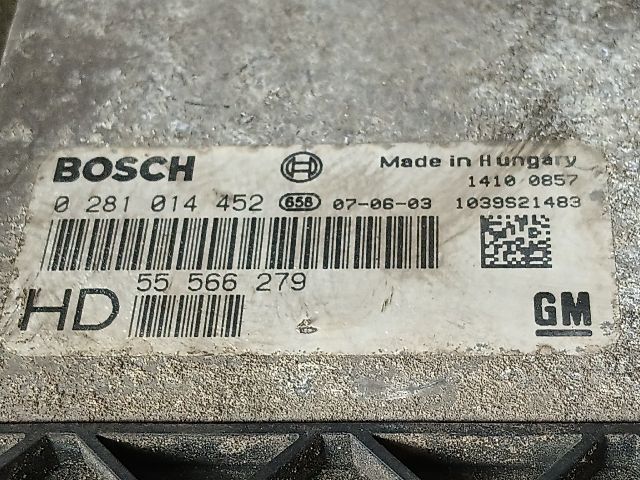 BOSCH Made in Hungary
1410 0857
0 281 014 452 656 07-06-03 1039S21483
55 566 279
HD GM